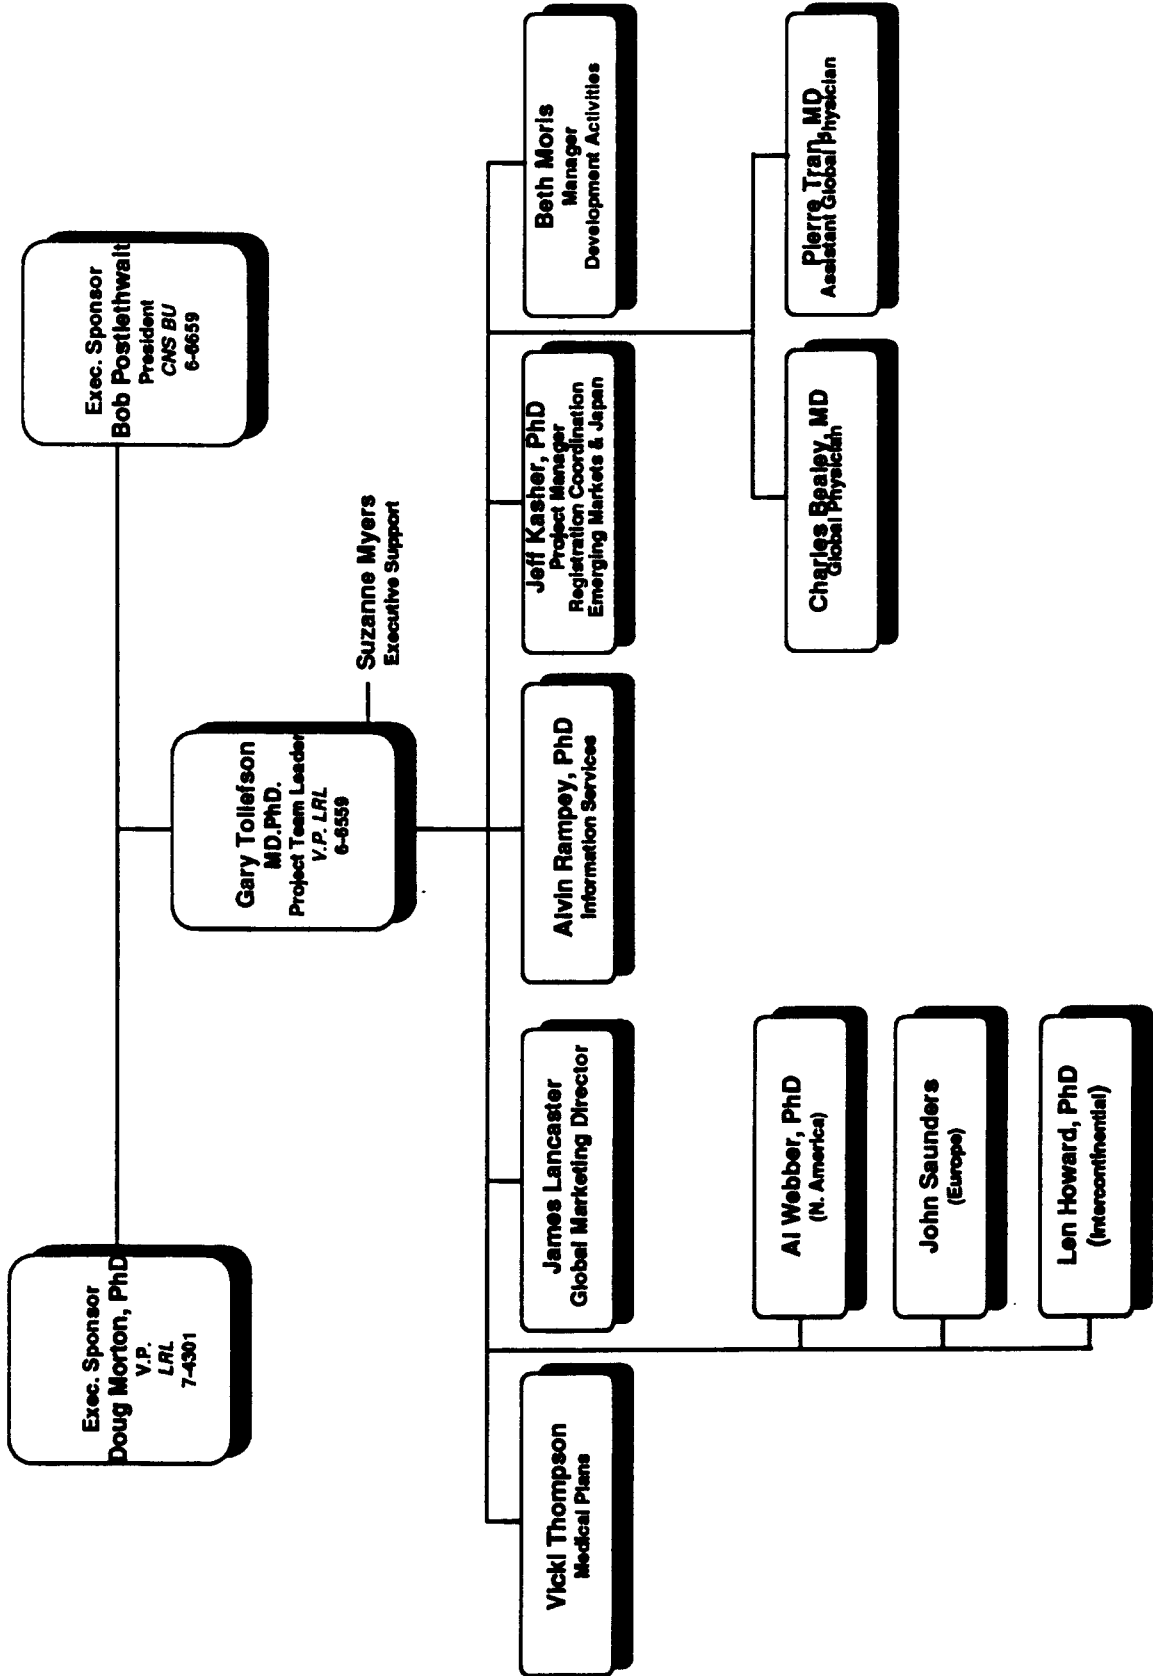 Exec. Sponsor
Doug Morton, PhD
V.P.
LRL
7-4301
Exec. Sponsor
Bob Postlethwait
President
CNS BU
6-6659
Gary Tollefson
MD.PhD.
Project Team Leader
V.P. LRL
6-6559
Suzanne Myers
Executive Support
Vicki Thompson
Medical Plans
James Lancaster
Global Marketing Director
Alvin Rampey, PhD
Information Services
Jeff Kasher, PhD
Project Manager
Registration Coordination
Emerging Markets & Japan
Beth Moris
Manager
Development Activities
Al Webber, PhD
(N. America)
John Saunders
(Europe)
Len Howard, PhD
(Intercontinential)
Charles Bealey, MD
Global Physician
Pierre Tran, MD
Assistant Global Physician